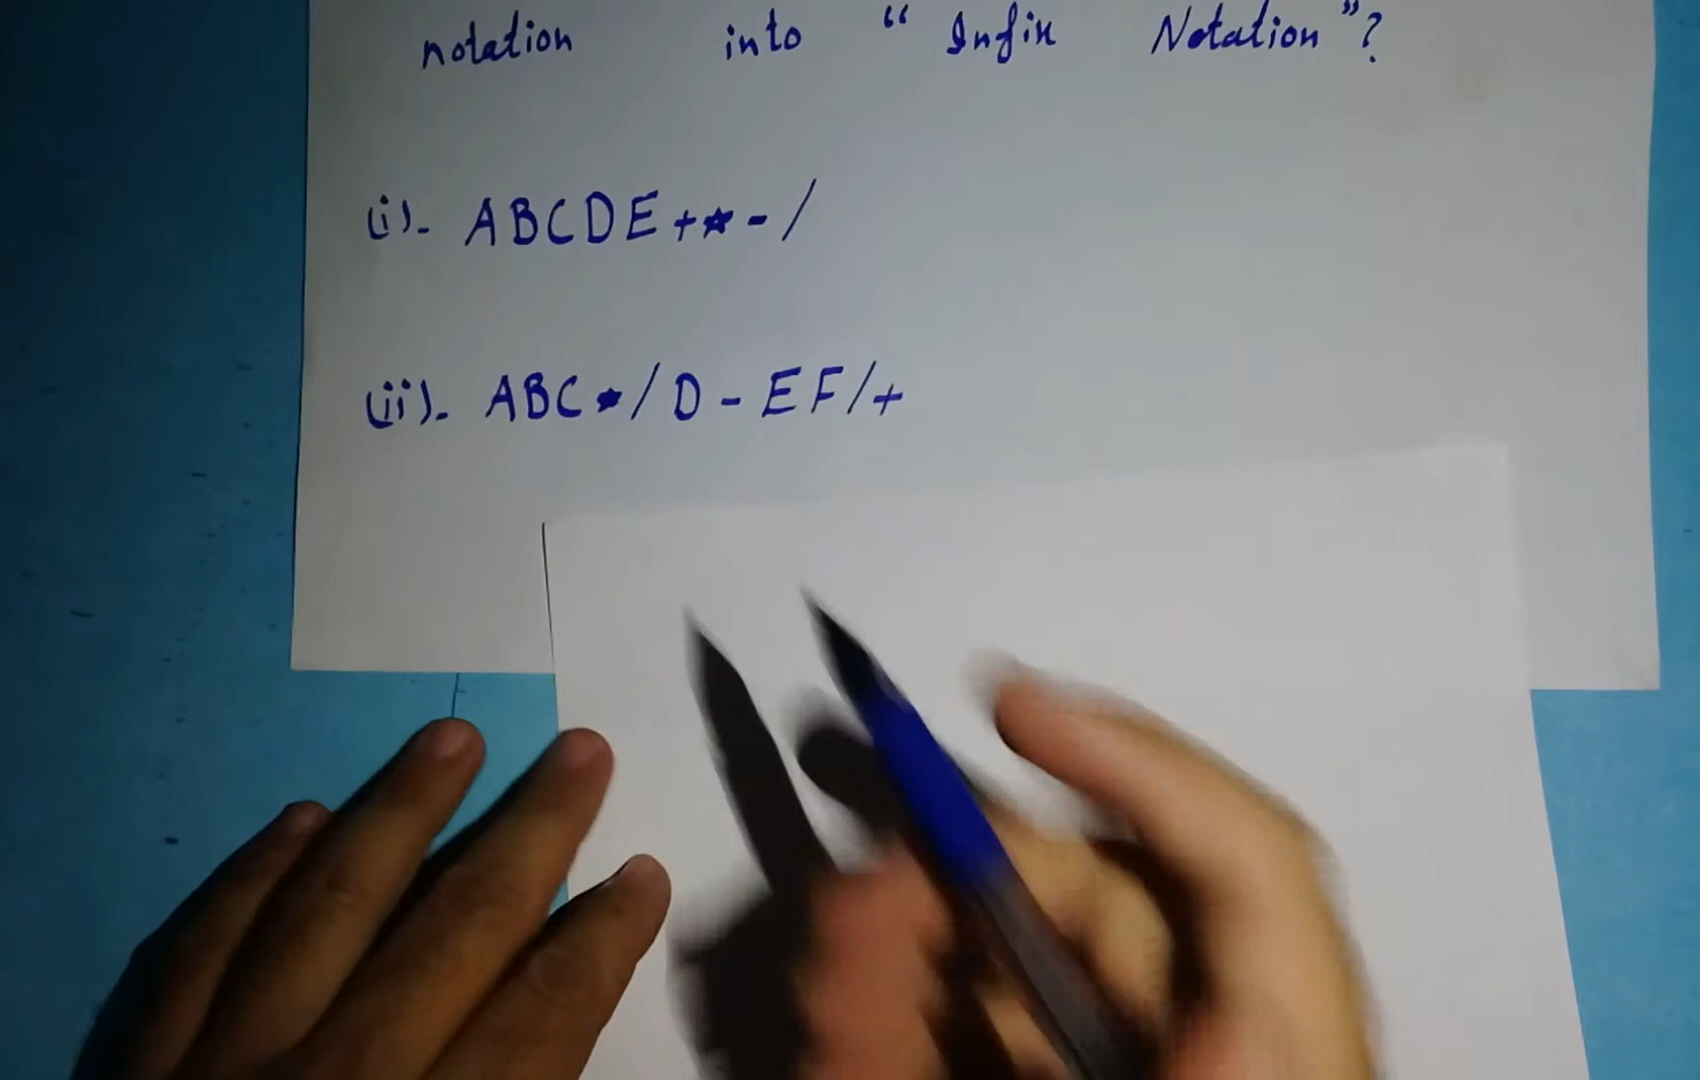 notation into “ Infix Notation”?
(i)- ABCDE+*-/
(ii)- ABC*/D-EF/+